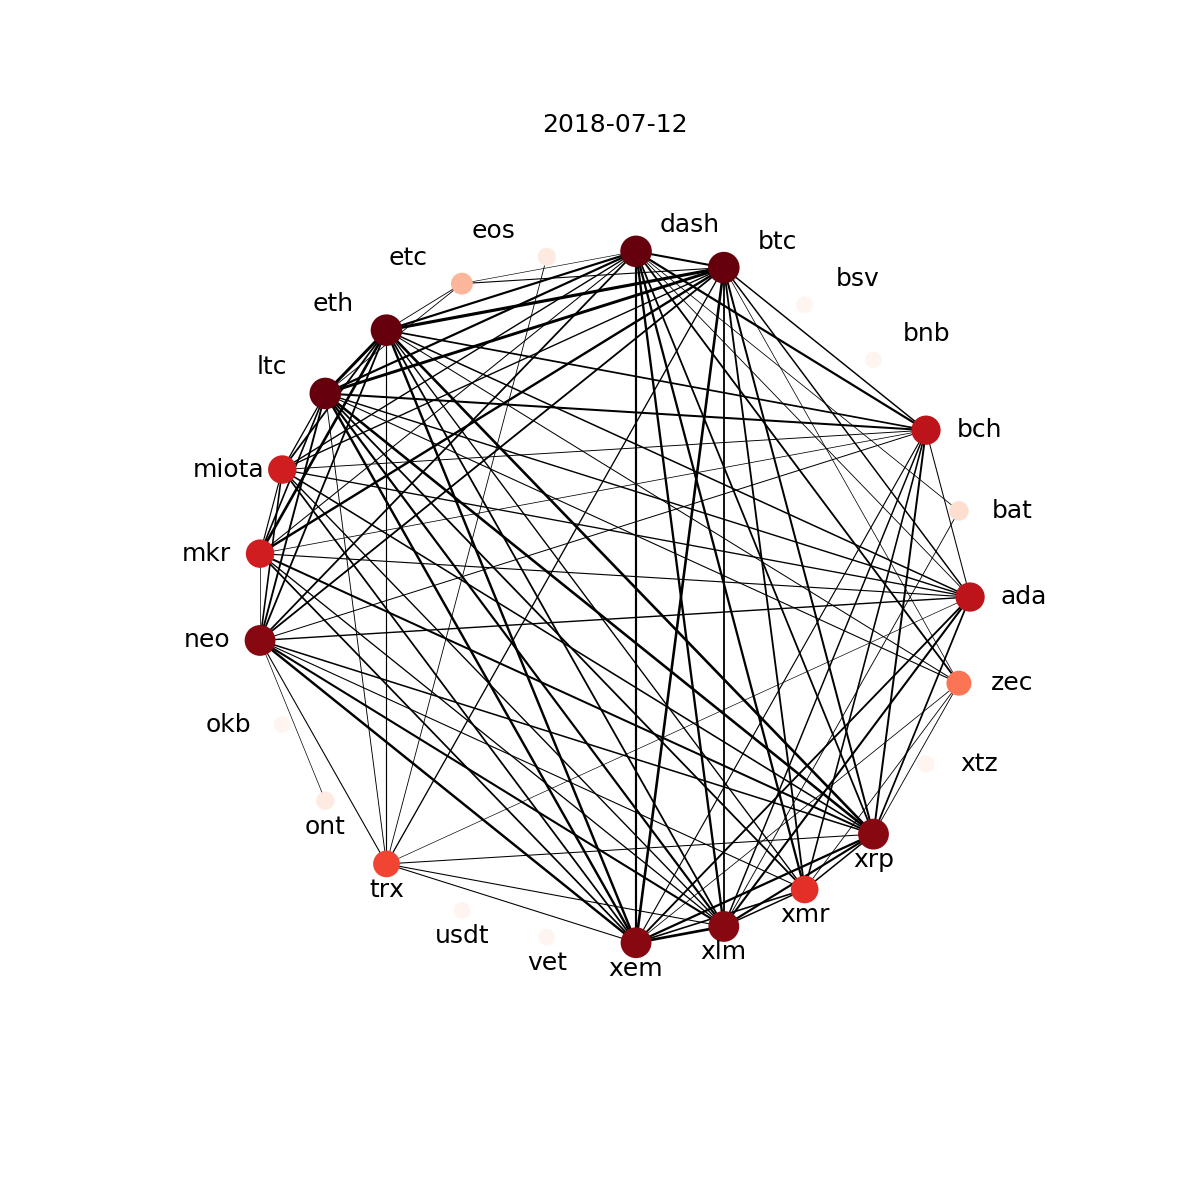 2018-07-12
dash
eos
btc
etc
bsv
eth
bnb
ltc
bch
miota
bat
mkr
ada
neo
zec
okb
xtz
ont
xrp
trx
xmr
usdt
xlm
vet
xem